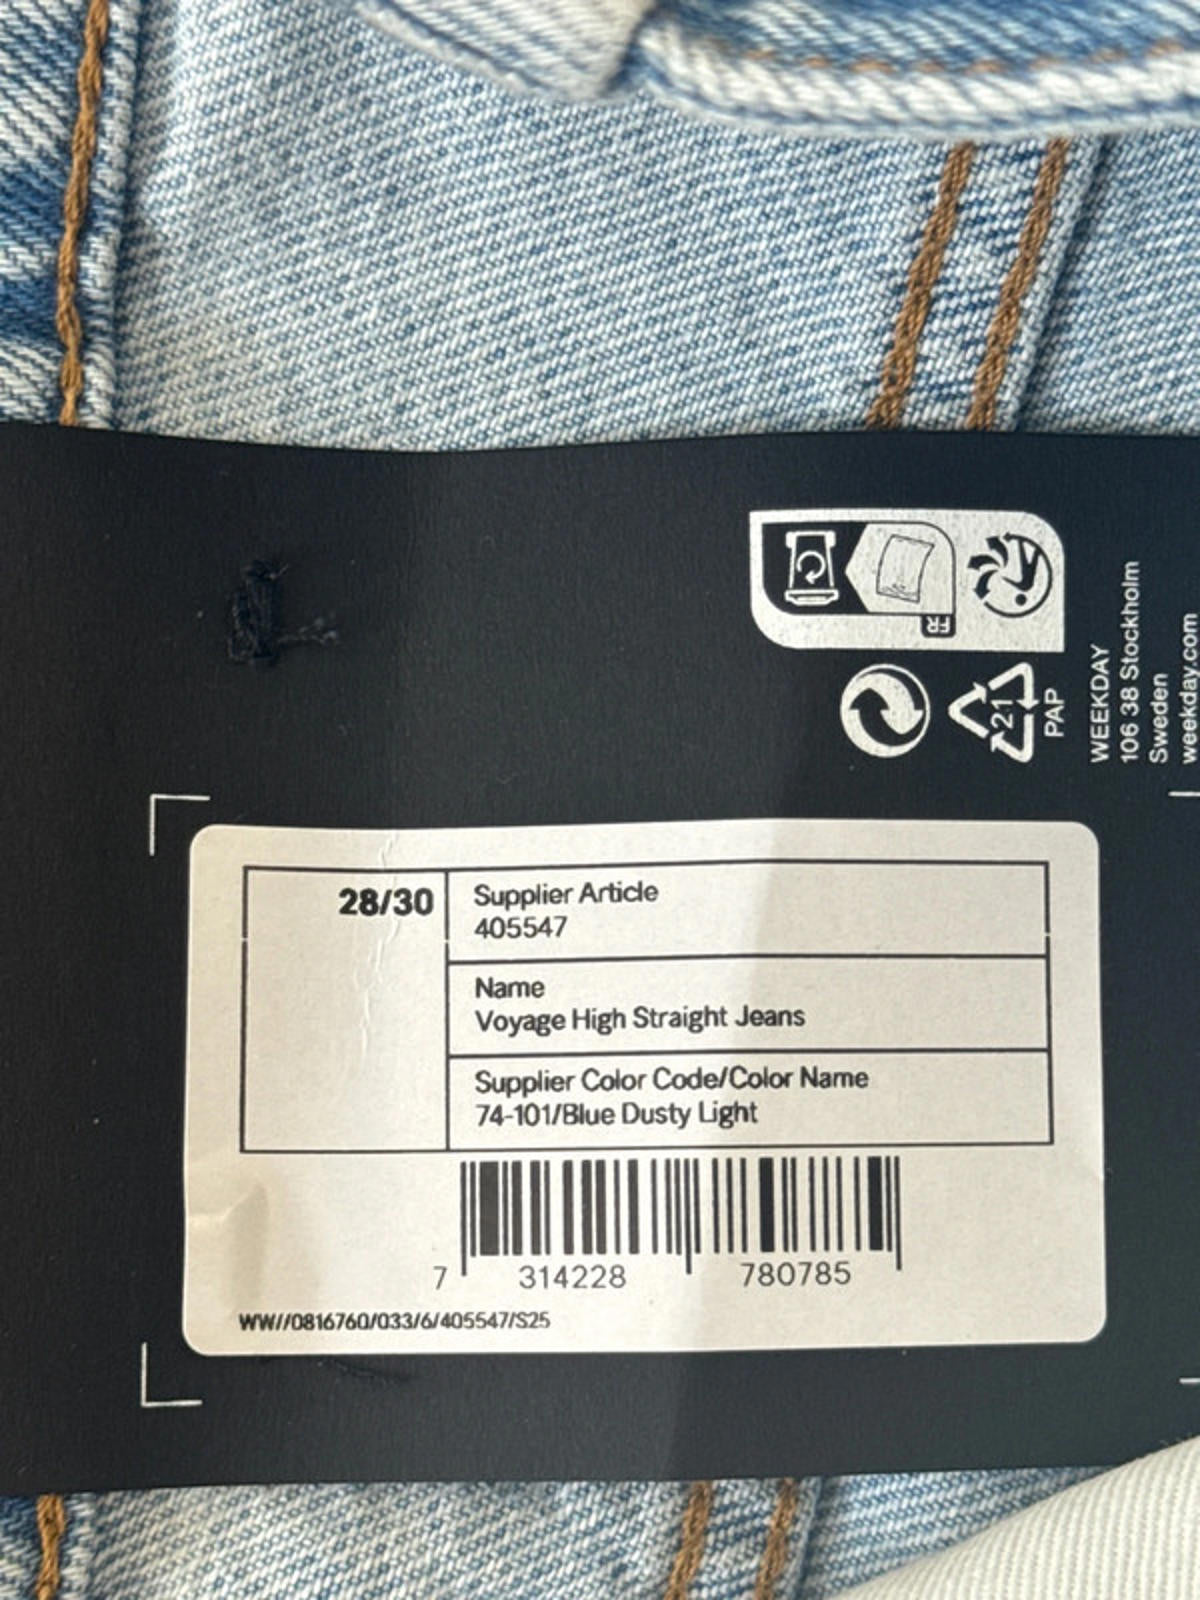 FR
21
PAP
WEEKDAY
106 38 Stockholm
Sweden
weekday.com
28/30
Supplier Article
405547
Name
Voyage High Straight Jeans
Supplier Color Code/Color Name
74-101/Blue Dusty Light
7 314228 780785
WW//0816760/033/6/405547/S25